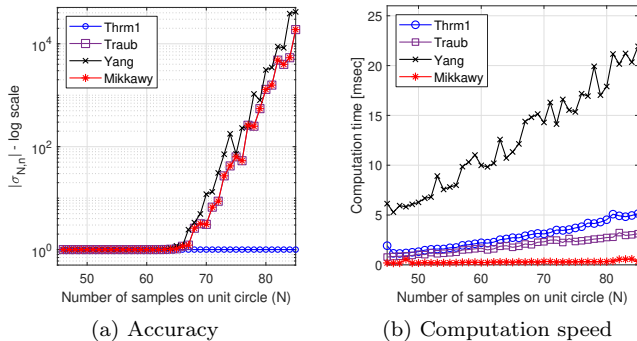 Thrm1
Traub
Yang
Mikkawy
10^4
10^2
10^0
|σ_{N,n}| - log scale
50
60
70
80
Number of samples on unit circle (N)
(a) Accuracy
Thrm1
Traub
Yang
Mikkawy
25
20
15
10
5
0
Computation time [msec]
50
60
70
80
Number of samples on unit circle (N)
(b) Computation speed